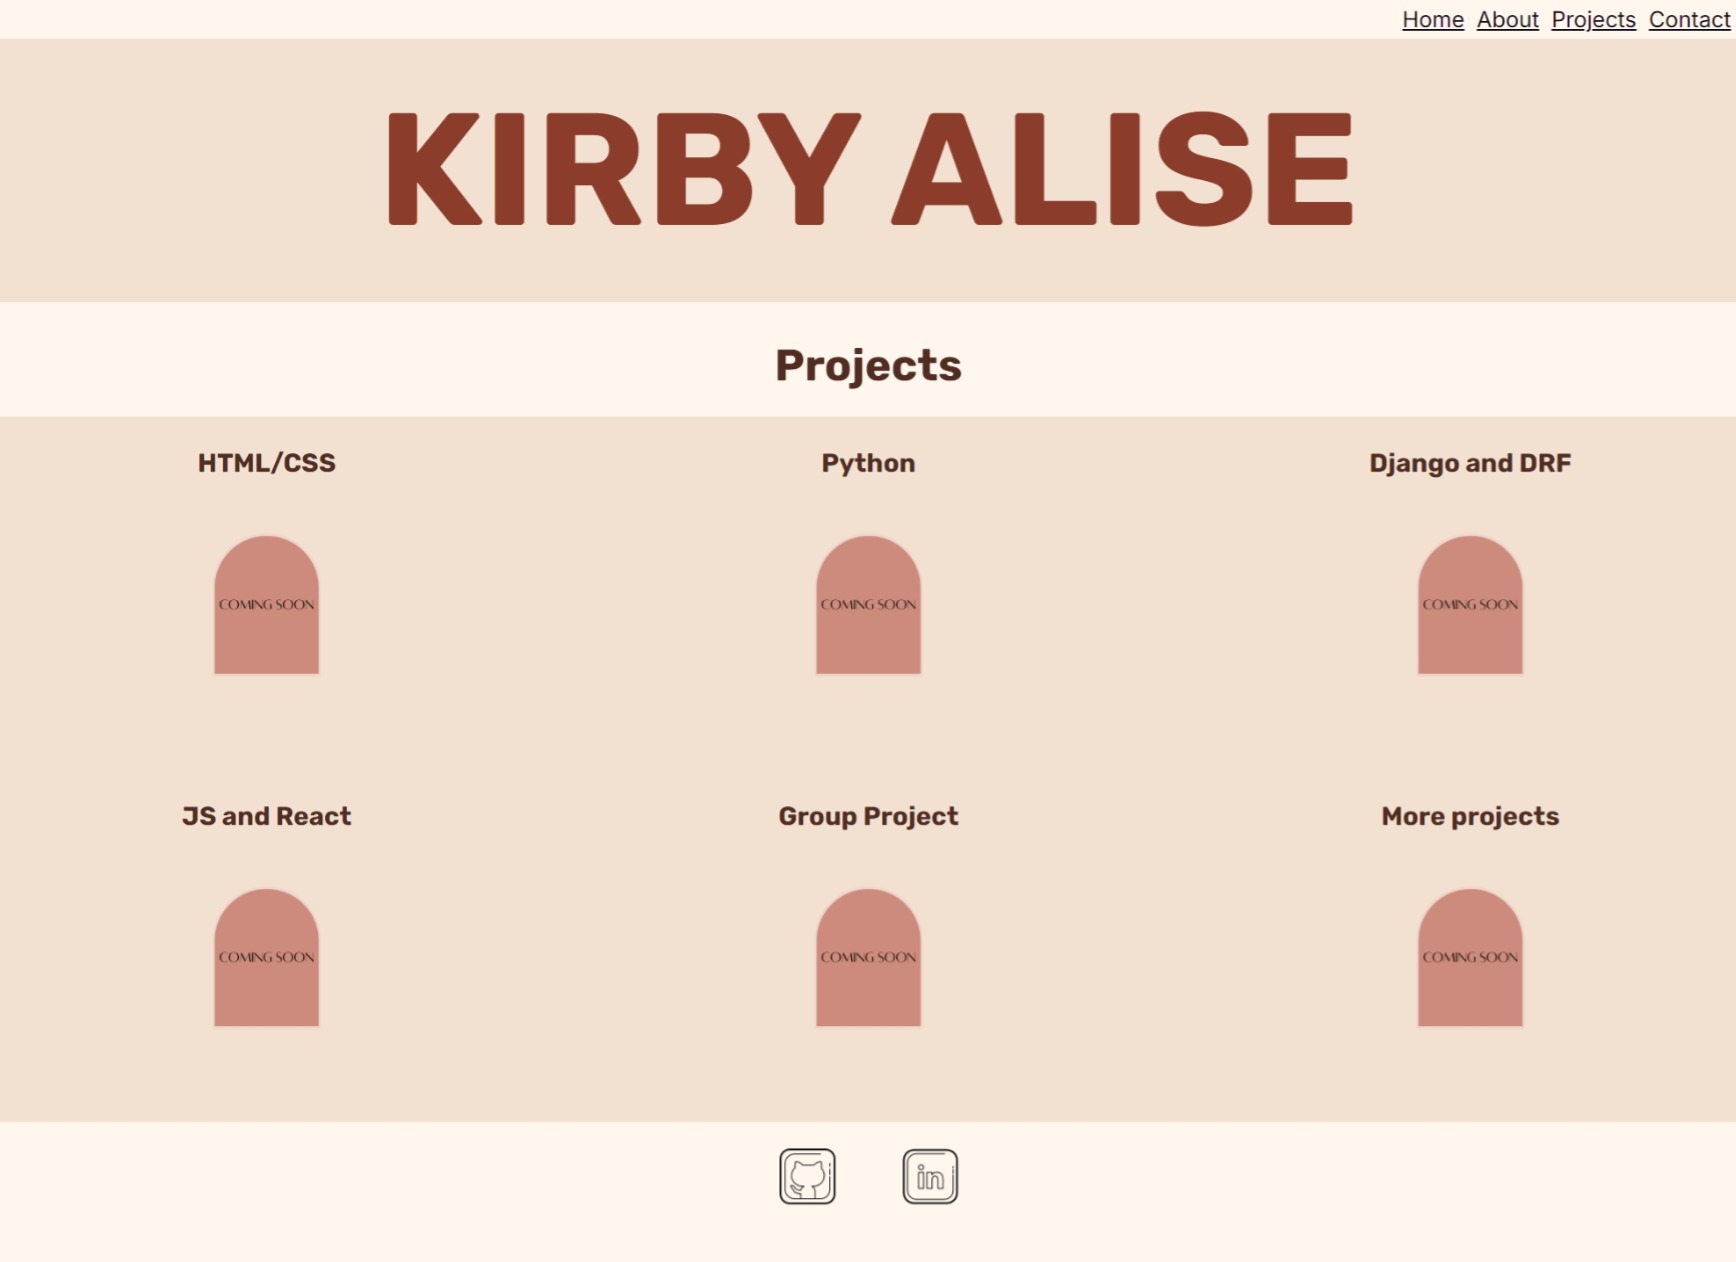 Home About Projects Contact
KIRBY ALISE
Projects
HTML/CSS Python Django and DRF
COMING SOON COMING SOON COMING SOON
JS and React Group Project More projects
COMING SOON COMING SOON COMING SOON
in